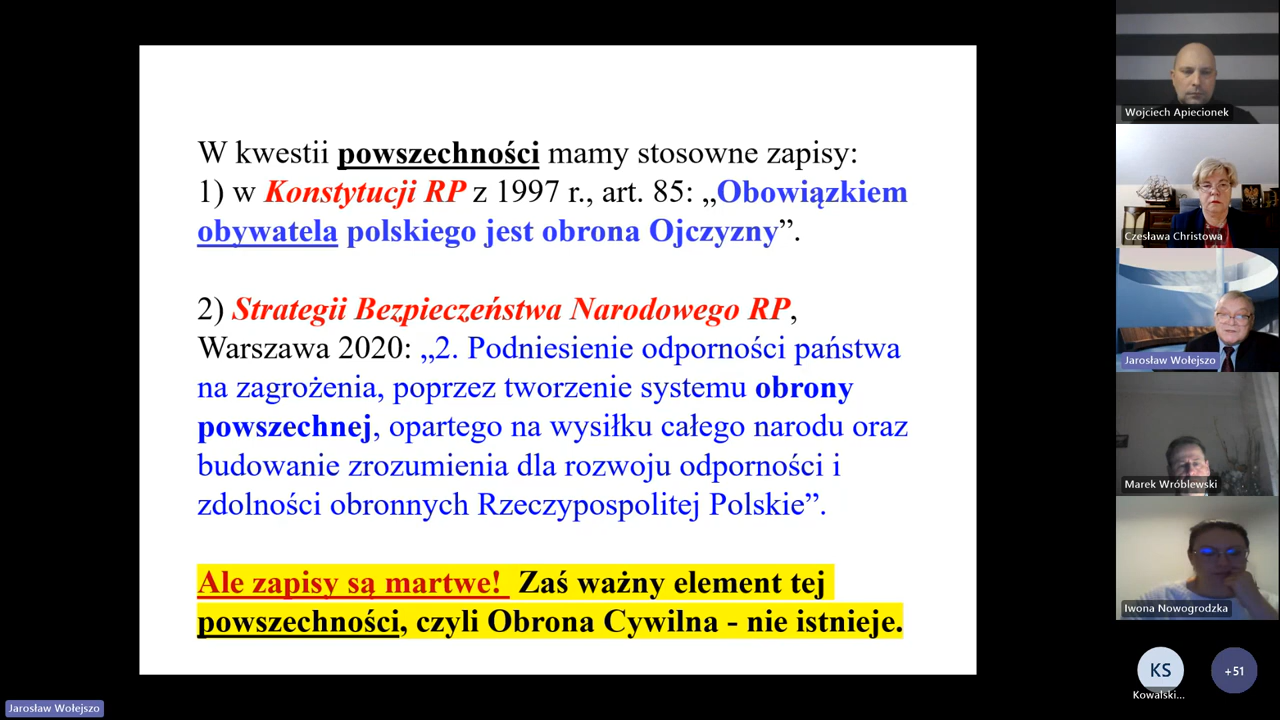 W kwestii powszechności mamy stosowne zapisy:
1) w Konstytucji RP z 1997 r., art. 85: „Obowiązkiem
obywatela polskiego jest obrona Ojczyzny”.
2) Strategii Bezpieczeństwa Narodowego RP,
Warszawa 2020: „2. Podniesienie odporności państwa
na zagrożenia, poprzez tworzenie systemu obrony
powszechnej, opartego na wysiłku całego narodu oraz
budowanie zrozumienia dla rozwoju odporności i
zdolności obronnych Rzeczypospolitej Polskie”.
Ale zapisy są martwe! Zaś ważny element tej
powszechności, czyli Obrona Cywilna - nie istnieje.
Wojciech Apiecionek
Czesława Christowa
Jarosław Wołejszo
Marek Wróblewski
Iwona Nowogrodzka
KS
+51
Kowalski...
Jarosław Wołejszo